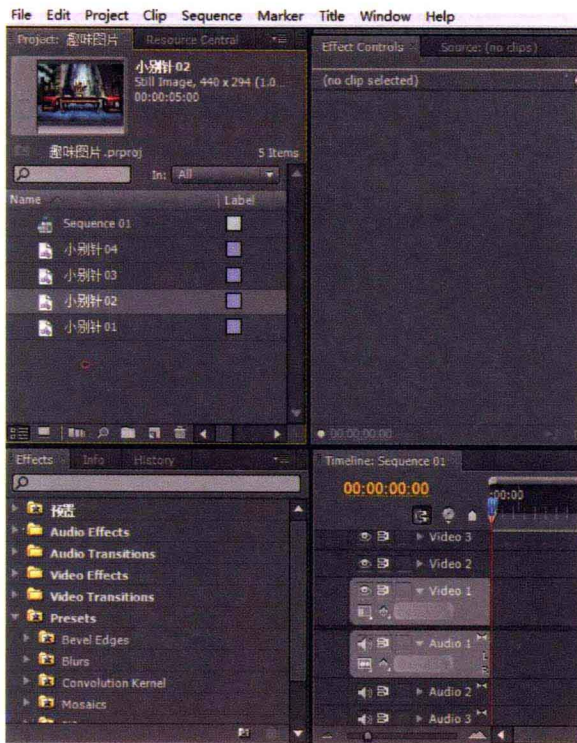 File Edit Project Clip Sequence Marker Title Window Help
Project: 趣味图片
Resource Central
Effect Controls
Source: (no clips)
小别针 02
Still Image, 440 x 294 (1.0...
00:00:05:00
(no clip selected)
趣味图片.prproj
5 Items
In: All
Name
Label
Sequence 01
小别针 04
小别针 03
小别针 02
小别针 01
00:00:00:00
Effects
Info
History
Timeline: Sequence 01
00:00:00:00
:00:00
预置
Audio Effects
Audio Transitions
Video Effects
Video Transitions
Presets
Bevel Edges
Blurs
Convolution Kernel
Mosaics
Video 3
Video 2
Video 1
Audio 1
Audio 2
Audio 3